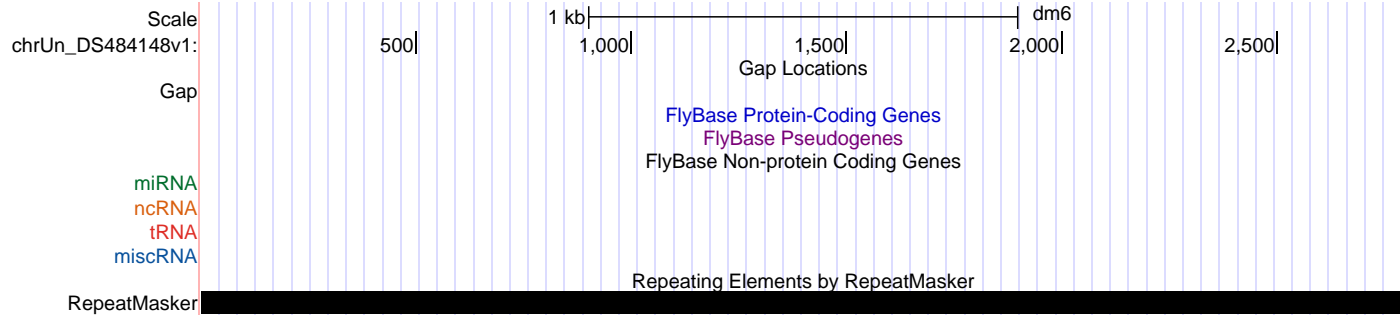 Scale 1 kb dm6
chrUn_DS484148v1: 500 1,000 1,500 2,000 2,500
Gap Locations
Gap
FlyBase Protein-Coding Genes
FlyBase Pseudogenes
FlyBase Non-protein Coding Genes
miRNA
ncRNA
tRNA
miscRNA
Repeating Elements by RepeatMasker
RepeatMasker